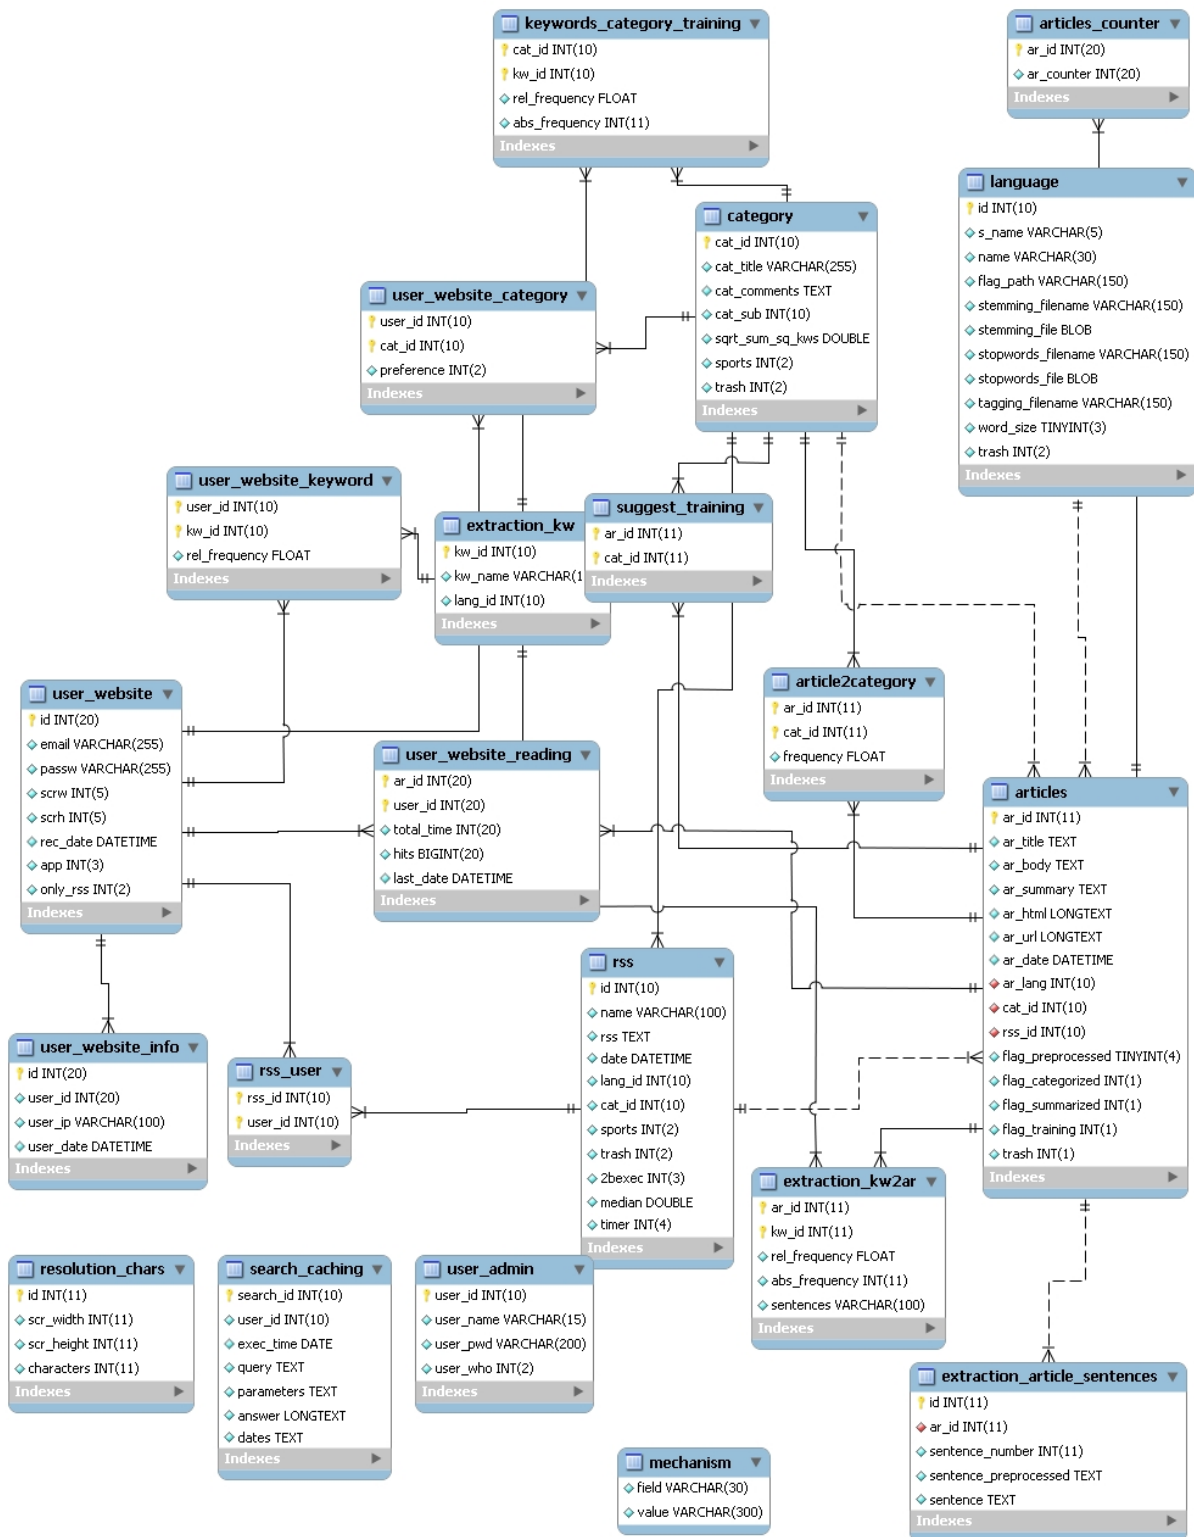 keywords_category_training
cat_id INT(10)
kw_id INT(10)
rel_frequency FLOAT
abs_frequency INT(11)
Indexes
articles_counter
ar_id INT(20)
ar_counter INT(20)
Indexes
language
id INT(10)
s_name VARCHAR(5)
name VARCHAR(30)
flag_path VARCHAR(150)
stemming_filename VARCHAR(150)
stemming_file BLOB
stopwords_filename VARCHAR(150)
stopwords_file BLOB
tagging_filename VARCHAR(150)
word_size TINYINT(3)
trash INT(2)
Indexes
category
cat_id INT(10)
cat_title VARCHAR(255)
cat_comments TEXT
cat_sub INT(10)
sqrt_sum_sq_kws DOUBLE
sports INT(2)
trash INT(2)
Indexes
user_website_category
user_id INT(10)
cat_id INT(10)
preference INT(2)
Indexes
user_website_keyword
user_id INT(10)
kw_id INT(10)
rel_frequency FLOAT
Indexes
extraction_kw
kw_id INT(10)
kw_name VARCHAR(1
lang_id INT(10)
Indexes
suggest_training
ar_id INT(11)
cat_id INT(11)
Indexes
user_website
id INT(20)
email VARCHAR(255)
passw VARCHAR(255)
scrw INT(5)
scrh INT(5)
rec_date DATETIME
app INT(3)
only_rss INT(2)
Indexes
user_website_reading
ar_id INT(20)
user_id INT(20)
total_time INT(20)
hits BIGINT(20)
last_date DATETIME
Indexes
article2category
ar_id INT(11)
cat_id INT(11)
frequency FLOAT
Indexes
articles
ar_id INT(11)
ar_title TEXT
ar_body TEXT
ar_summary TEXT
ar_html LONGTEXT
ar_url LONGTEXT
ar_date DATETIME
ar_lang INT(10)
cat_id INT(10)
rss_id INT(10)
flag_preprocessed TINYINT(4)
flag_categorized INT(1)
flag_summarized INT(1)
flag_training INT(1)
trash INT(1)
Indexes
rss
id INT(10)
name VARCHAR(100)
rss TEXT
date DATETIME
lang_id INT(10)
cat_id INT(10)
sports INT(2)
trash INT(2)
2bexec INT(3)
median DOUBLE
timer INT(4)
Indexes
user_website_info
id INT(20)
user_id INT(20)
user_ip VARCHAR(100)
user_date DATETIME
Indexes
rss_user
rss_id INT(10)
user_id INT(10)
Indexes
extraction_kw2ar
ar_id INT(11)
kw_id INT(11)
rel_frequency FLOAT
abs_frequency INT(11)
sentences VARCHAR(100)
Indexes
resolution_chars
id INT(11)
scr_width INT(11)
scr_height INT(11)
characters INT(11)
Indexes
search_caching
search_id INT(10)
user_id INT(10)
exec_time DATE
query TEXT
parameters TEXT
answer LONGTEXT
dates TEXT
Indexes
user_admin
user_id INT(10)
user_name VARCHAR(15)
user_pwd VARCHAR(200)
user_who INT(2)
Indexes
extraction_article_sentences
id INT(11)
ar_id INT(11)
sentence_number INT(11)
sentence_preprocessed TEXT
sentence TEXT
Indexes
mechanism
field VARCHAR(30)
value VARCHAR(300)